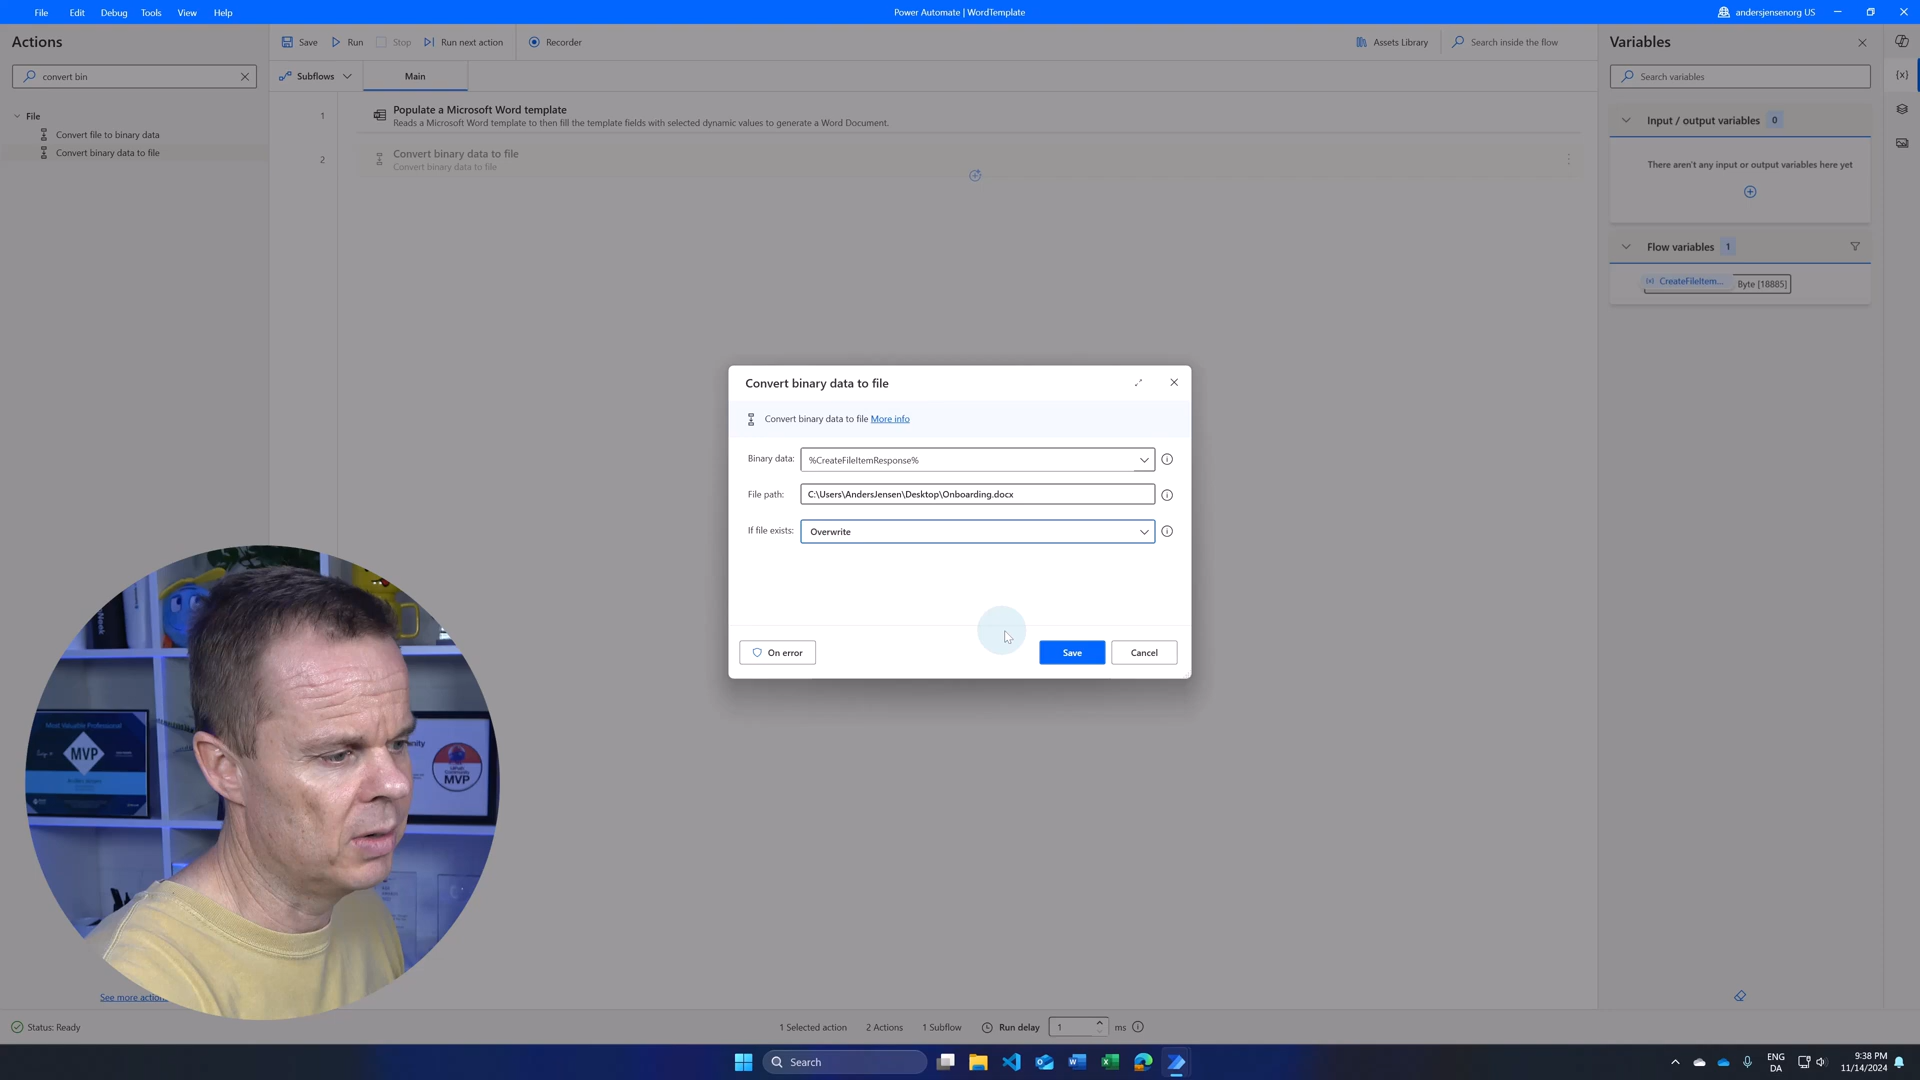 File Edit Debug Tools View Help
Power Automate | WordTemplate
andersjensenorg US
Actions
convert bin
File
Convert file to binary data
Convert binary data to file
See more action
Save Run Stop Run next action Recorder
Assets Library
Search inside the flow
Subflows
Main
1
Populate a Microsoft Word template
Reads a Microsoft Word template to then fill the template fields with selected dynamic values to generate a Word Document.
2
Convert binary data to file
Convert binary data to file
Convert binary data to file
Convert binary data to file More info
Binary data: %CreateFileItemResponse%
File path: C:\Users\AndersJensen\Desktop\Onboarding.docx
If file exists: Overwrite
On error
Save
Cancel
Variables
{x}
Search variables
Input / output variables 0
There aren't any input or output variables here yet
Flow variables 1
CreateFileItem... Byte [18885]
Most Valuable Professional
MVP
MVP
Status: Ready
1 Selected action 2 Actions 1 Subflow Run delay 1 ms
Search
ENG
DA
9:38 PM
11/14/2024